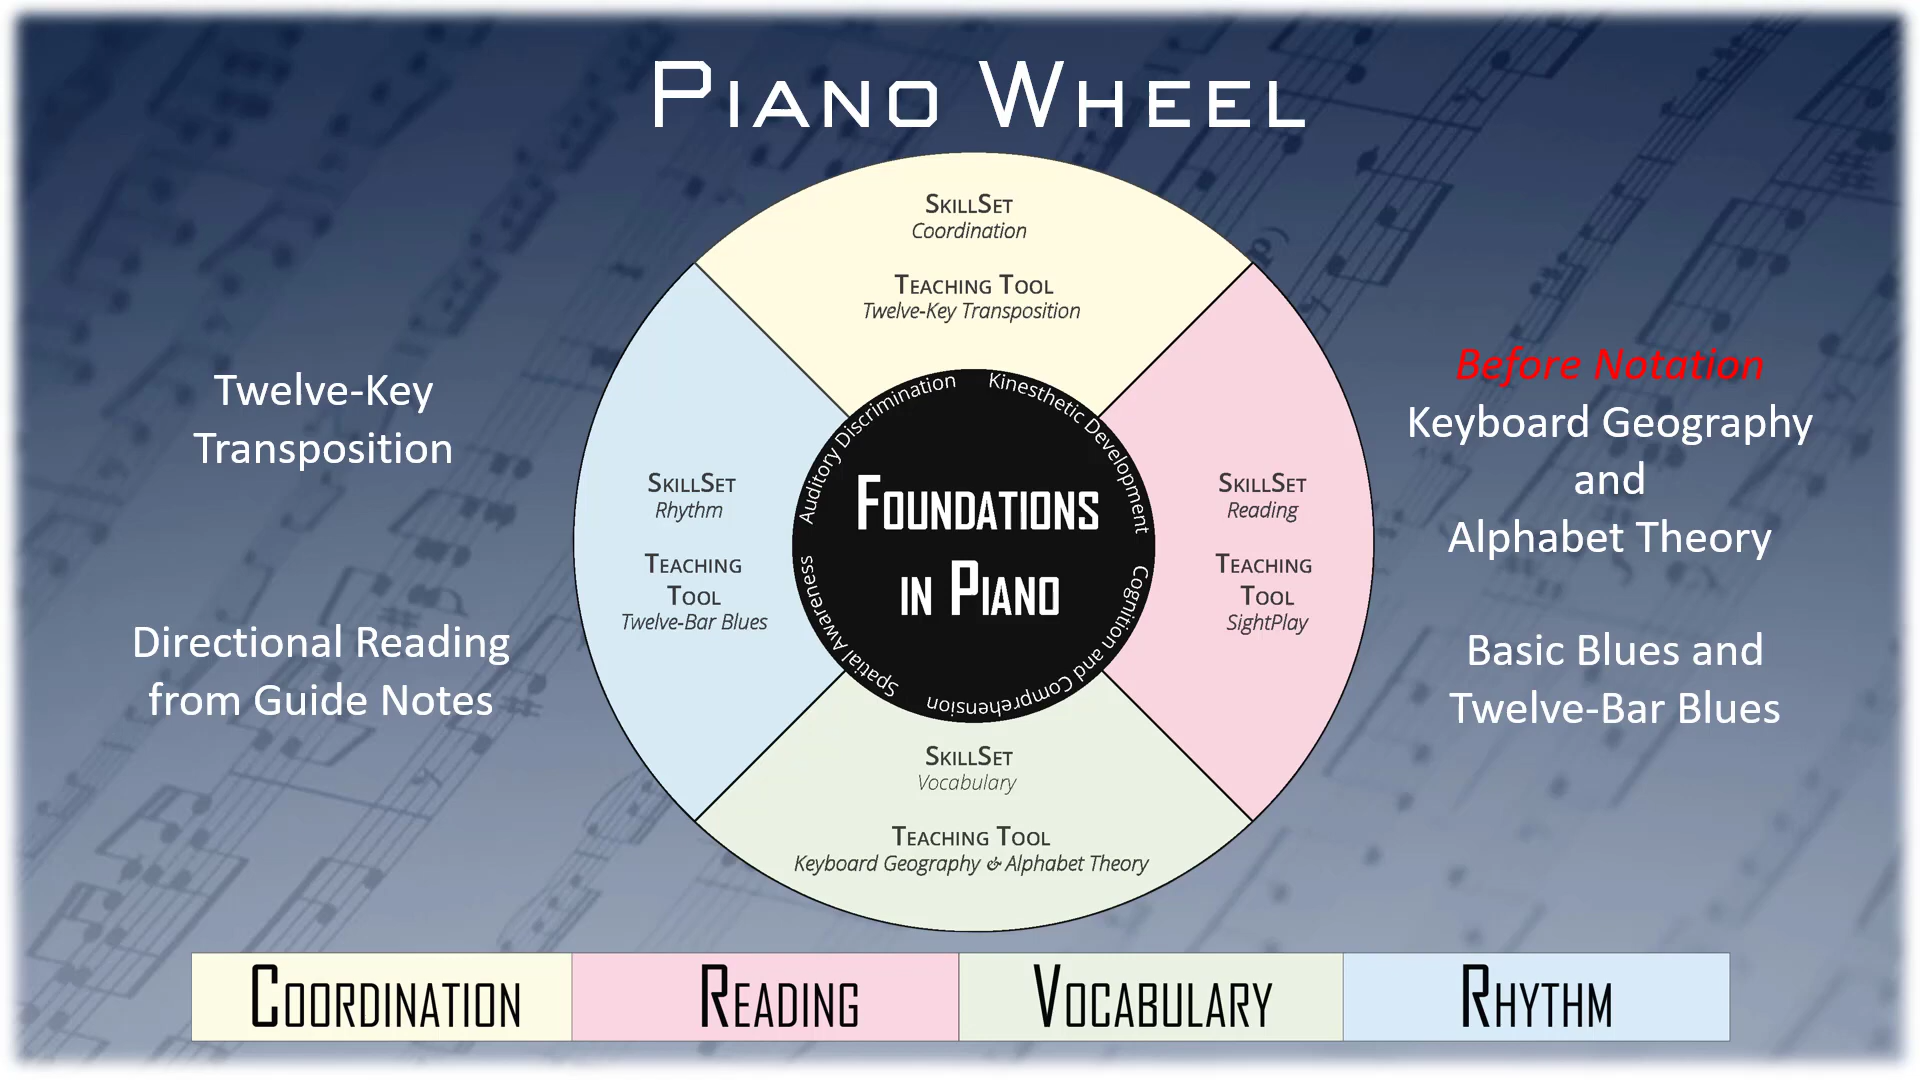 Piano Wheel
SkillSet
Coordination
Teaching Tool
Twelve-Key Transposition
Twelve-Key
Transposition
Directional Reading
from Guide Notes
SkillSet
Rhythm
Teaching
Tool
Twelve-Bar Blues
Auditory Discrimination
Kinesthetic Development
Cognition and Comprehension
Spatial Awareness
Foundations
in Piano
SkillSet
Reading
Teaching
Tool
SightPlay
Before Notation
Keyboard Geography
and
Alphabet Theory
Basic Blues and
Twelve-Bar Blues
SkillSet
Vocabulary
Teaching Tool
Keyboard Geography & Alphabet Theory
Coordination
Reading
Vocabulary
Rhythm